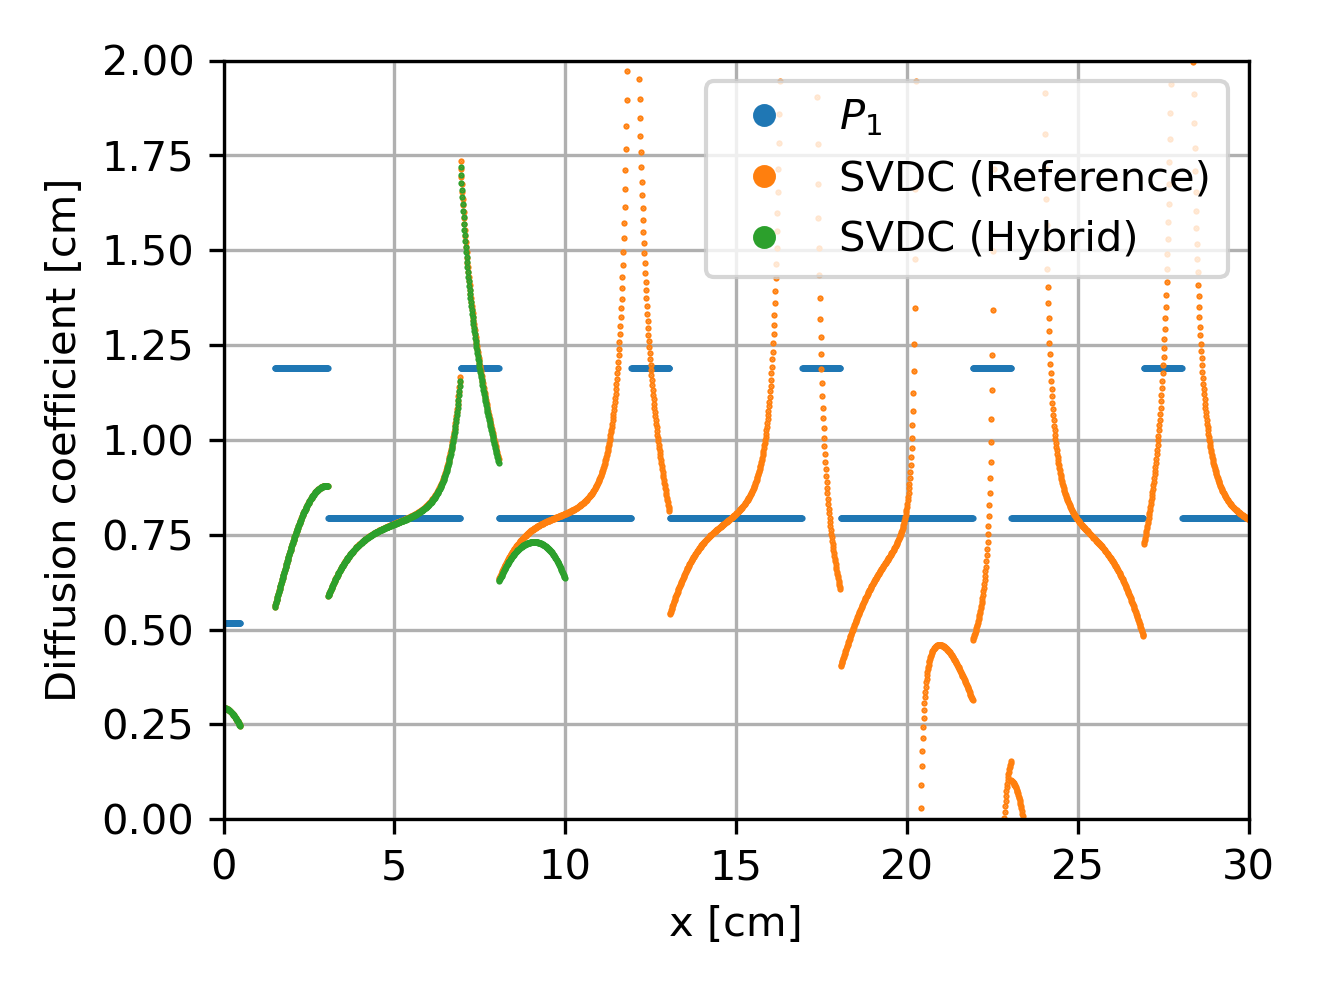 2.00
1.75
1.50
1.25
1.00
0.75
0.50
0.25
0.00
Diffusion coefficient [cm]
P₁
SVDC (Reference)
SVDC (Hybrid)
0 5 10 15 20 25 30
x [cm]